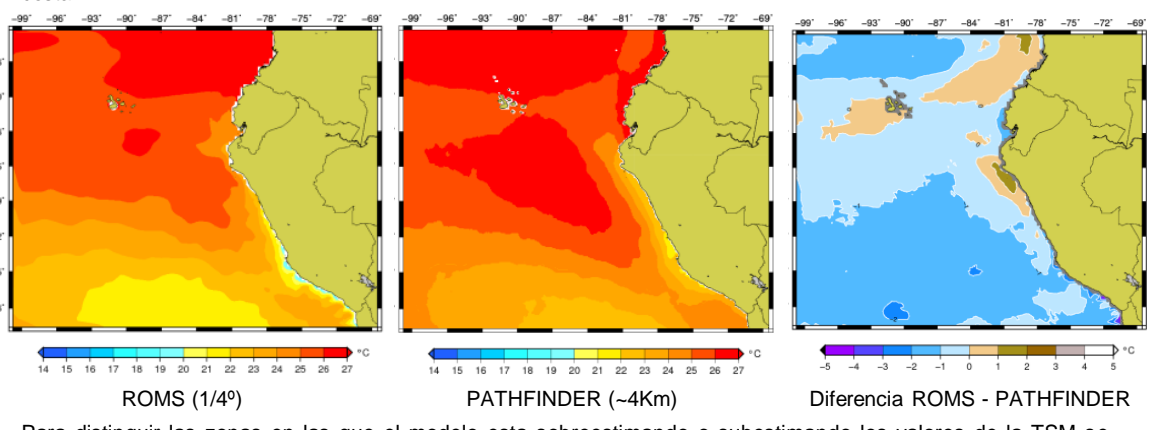 −99 −96 −93 −90 −87 −84 −81 −78 −75 −72 −69
−99 −96 −93 −90 −87 −84 −81 −78 −75 −72 −69
−99 −96 −93 −90 −87 −84 −81 −78 −75 −72 −69
14 15 16 17 18 19 20 21 22 23 24 25 26 27 °C
14 15 16 17 18 19 20 21 22 23 24 25 26 27 °C
−5 −4 −3 −2 −1 0 1 2 3 4 5 °C
ROMS (1/4º)
PATHFINDER (~4Km)
Diferencia ROMS - PATHFINDER